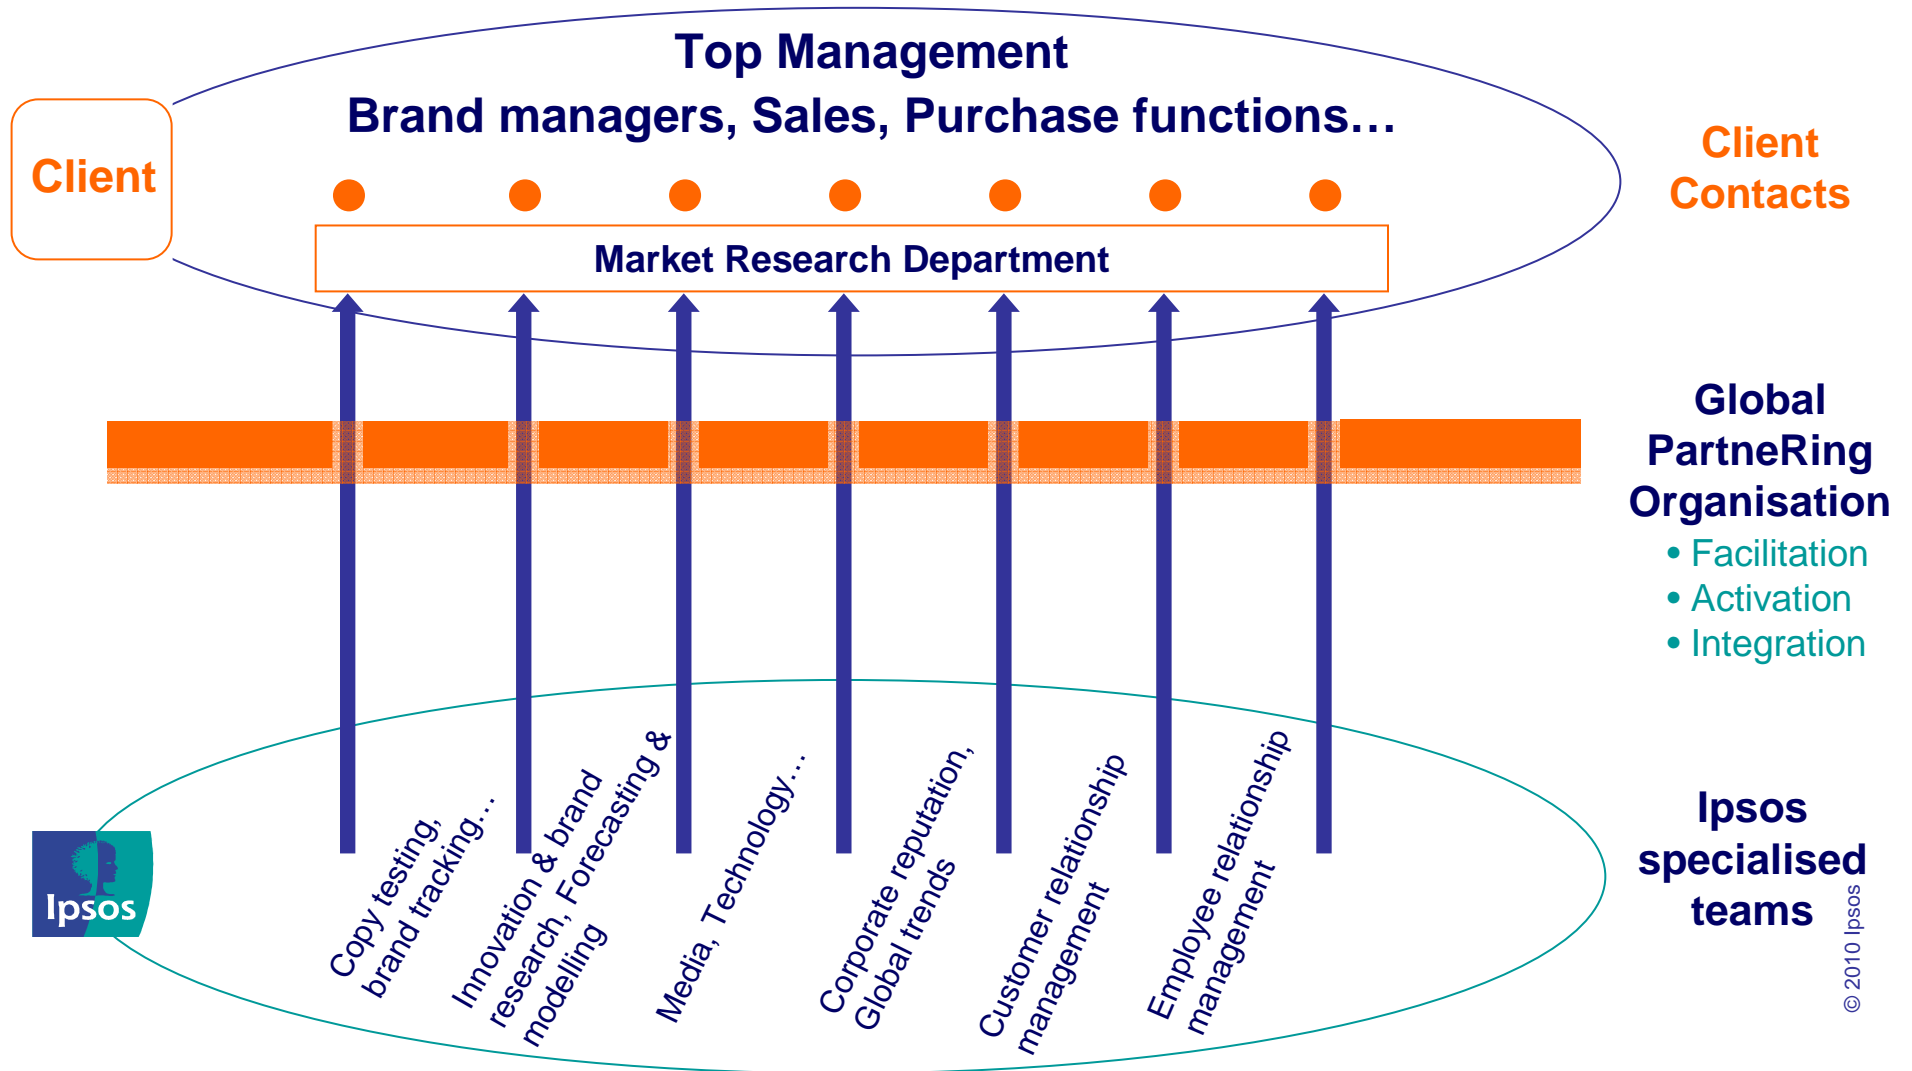 Top Management
Brand managers, Sales, Purchase functions…
Client
Client
Contacts
Market Research Department
Global
PartneRing
Organisation
• Facilitation
• Activation
• Integration
Copy testing,
brand tracking…
Innovation & brand
research, Forecasting &
modelling
Media, Technology…
Corporate reputation,
Global trends
Customer relationship
management
Employee relationship
management
Ipsos
specialised
teams
Ipsos
© 2010 Ipsos